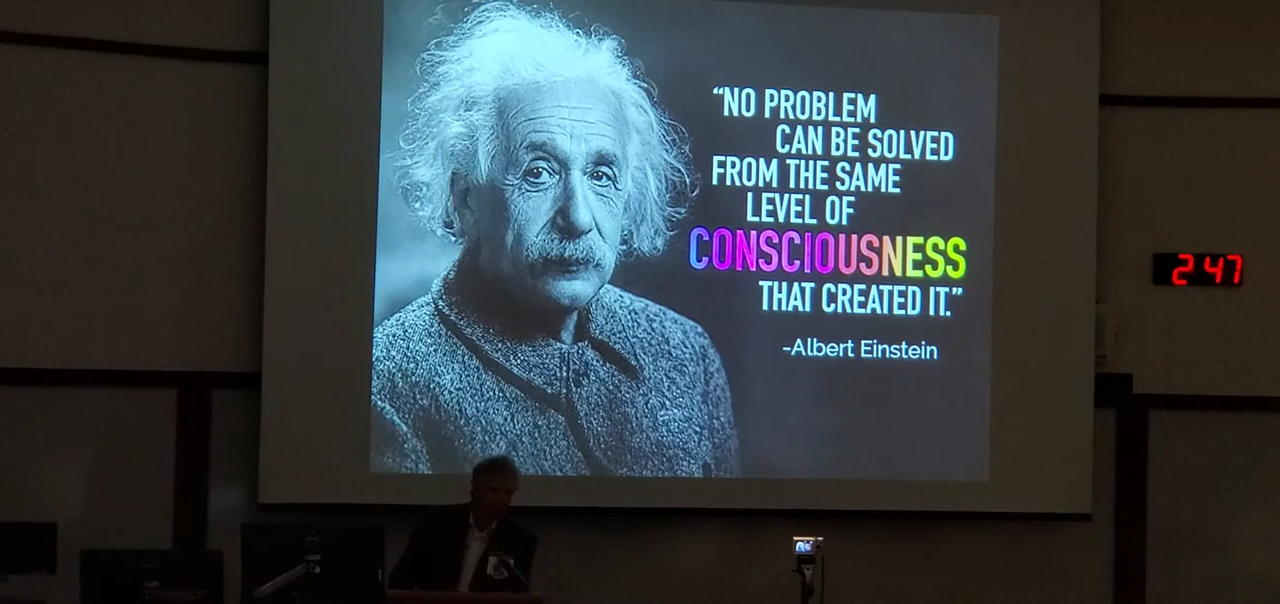 “NO PROBLEM
CAN BE SOLVED
FROM THE SAME
LEVEL OF
CONSCIOUSNESS
THAT CREATED IT.”
-Albert Einstein
2 47